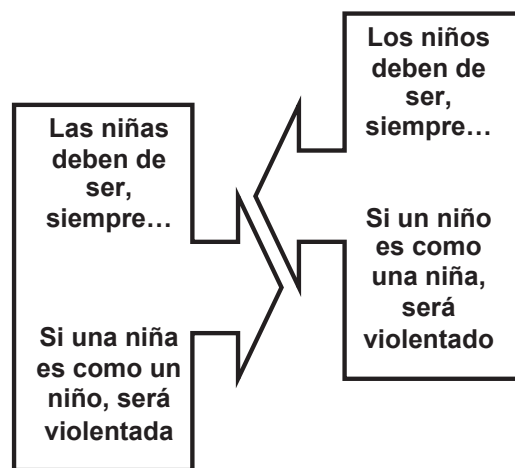 Las niñas
deben de
ser,
siempre…
Si una niña
es como un
niño, será
violentada
Los niños
deben de
ser,
siempre…
Si un niño
es como
una niña,
será
violentado